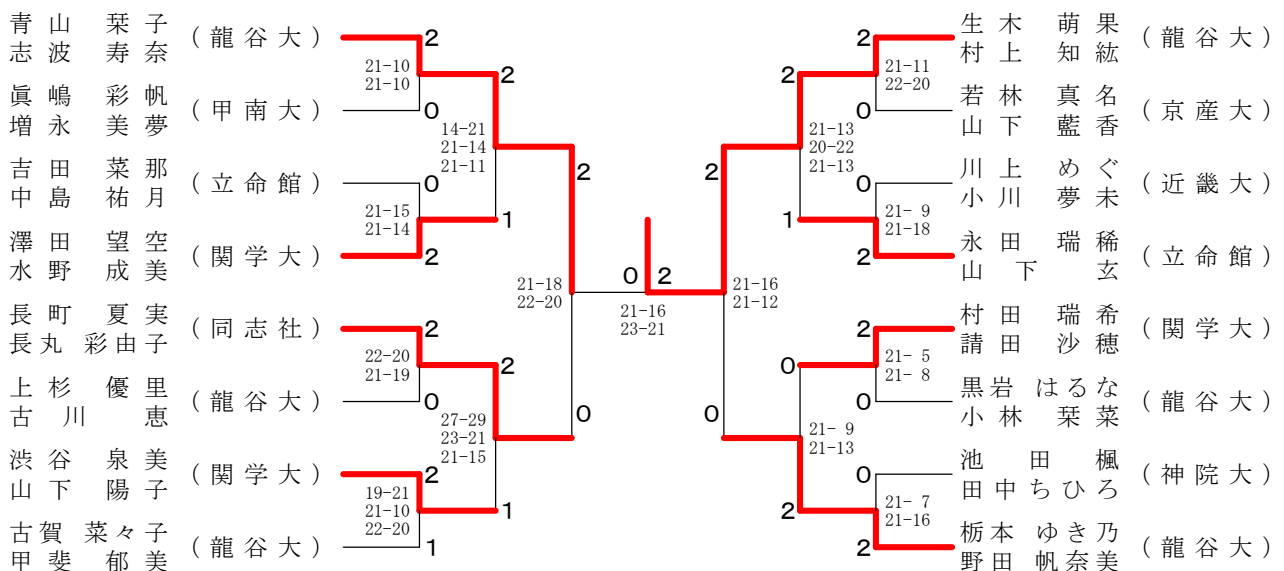 青山 栞子
志波 寿奈
(龍谷大)
2
21-10
21-10
眞嶋 彩帆
増永 美夢
(甲南大)
0
2
14-21
21-14
21-11
吉田 菜那
中島 祐月
(立命館)
0
21-15
21-14
澤田 望空
水野 成美
(関学大)
2
1
2
21-18
22-20
長町 夏実
長丸 彩由子
(同志社)
2
22-20
21-19
上杉 優里
古川 恵
(龍谷大)
0
2
27-29
23-21
21-15
渋谷 泉美
山下 陽子
(関学大)
2
19-21
21-10
22-20
古賀 菜々子
甲斐 郁美
(龍谷大)
1
1
0
0 2
21-16
23-21
2
生木 萌果
村上 知紘
(龍谷大)
21-11
22-20
0
若林 真名
山下 藍香
(京産大)
2
21-13
20-22
21-13
0
川上 めぐ
小川 夢未
(近畿大)
21- 9
21-18
2
永田 瑞稀
山下 玄
(立命館)
1
2
21-16
21-12
2
村田 瑞希
請田 沙穂
(関学大)
21- 5
21- 8
0
黒岩 はるな
小林 栞菜
(龍谷大)
0
21- 9
21-13
0
池田 楓
田中ちひろ
(神院大)
21- 7
21-16
2
栃本 ゆき乃
野田 帆奈美
(龍谷大)
2
0